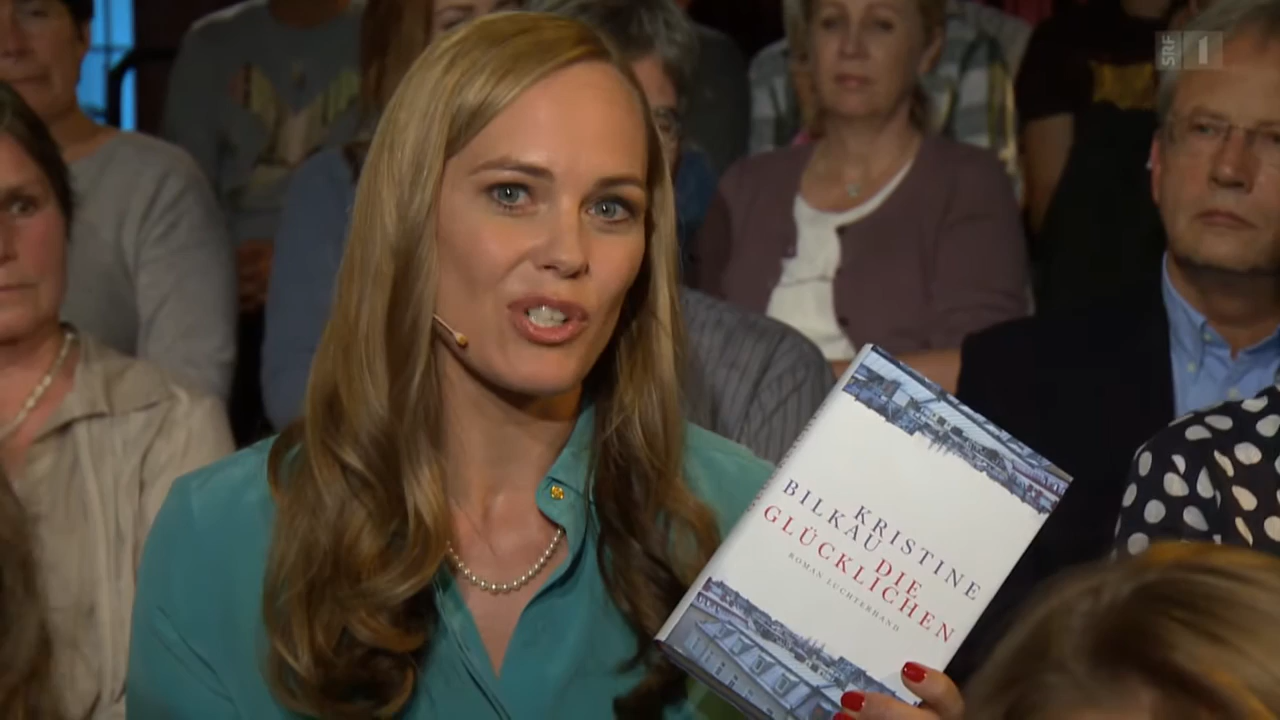 SRF 1
KRISTINE
BILKAU
DIE
GLÜCKLICHEN
ROMAN LUCHTERHAND